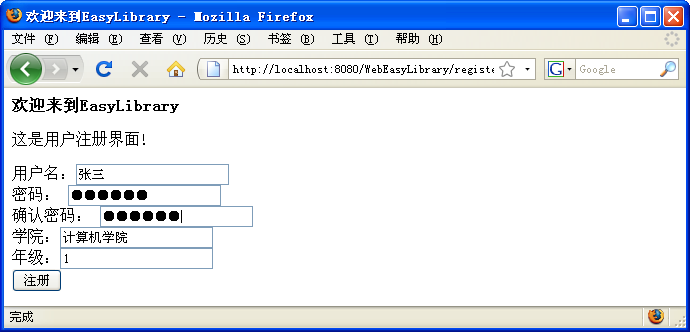 欢迎来到EasyLibrary - Mozilla Firefox
文件 (F) 编辑 (E) 查看 (V) 历史 (S) 书签 (B) 工具 (T) 帮助 (H)
http://localhost:8080/WebEasyLibrary/registe Google
欢迎来到EasyLibrary
这是用户注册界面!
用户名: 张三
密码: ●●●●●●
确认密码: ●●●●●●
学院: 计算机学院
年级: 1
注册
完成